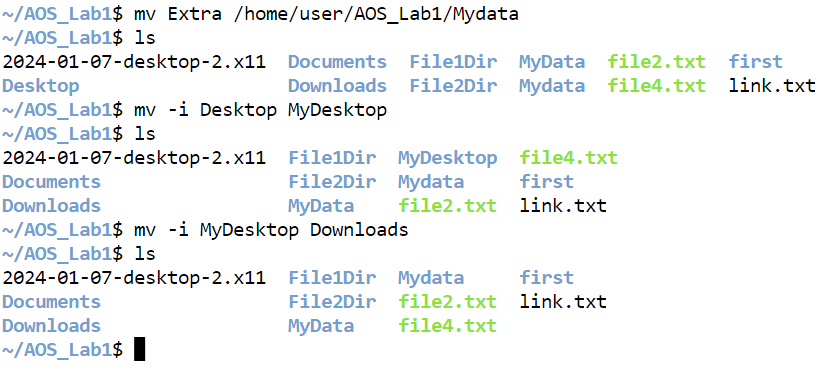 ~/AOS_Lab1$ mv Extra /home/user/AOS_Lab1/Mydata
~/AOS_Lab1$ ls
2024-01-07-desktop-2.x11  Documents  File1Dir  MyData  file2.txt  first
Desktop                   Downloads  File2Dir  Mydata  file4.txt  link.txt
~/AOS_Lab1$ mv -i Desktop MyDesktop
~/AOS_Lab1$ ls
2024-01-07-desktop-2.x11  File1Dir  MyDesktop  file4.txt
Documents                 File2Dir  Mydata     first
Downloads                 MyData    file2.txt  link.txt
~/AOS_Lab1$ mv -i MyDesktop Downloads
~/AOS_Lab1$ ls
2024-01-07-desktop-2.x11  File1Dir  Mydata     first
Documents                 File2Dir  file2.txt  link.txt
Downloads                 MyData    file4.txt
~/AOS_Lab1$